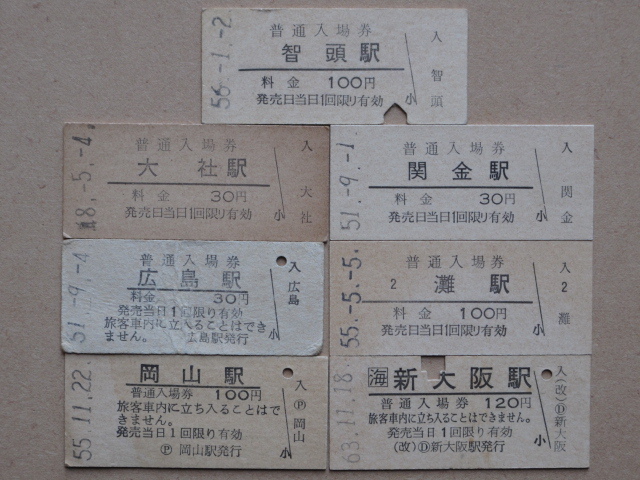 普通入場券
智頭駅
料金 100円
発売日当日1回限り有効
56.-1.-2
入
智頭
小
普通入場券
大社駅
料金 30円
発売日当日1回限り有効
8.-5.-4
入
大社
小
普通入場券
関金駅
料金 30円
発売日当日1回限り有効
51.-9.-1
入
関金
小
普通入場券
広島駅
料金 30円
発売当日1回限り有効
旅客車内に立入ることはでき
ません。 広島駅発行
51.-9.-4
入
広島
小
普通入場券
2 灘駅
料金 100円
発売日当日1回限り有効
55.-5.-5
入
2
灘
小
岡山駅
普通入場券 100円
旅客車内に立ち入ることはで
きません。
発売当日1回限り有効
Ⓟ 岡山駅発行
55.11.22
入
Ⓟ
岡山
小
㊟海 新大阪駅
普通入場券 120円
旅客車内に立ち入ることはできません。
発売当日1回限り有効
(改)Ⓓ新大阪駅発行
63.11.18
入
(改)Ⓓ
新大阪
小